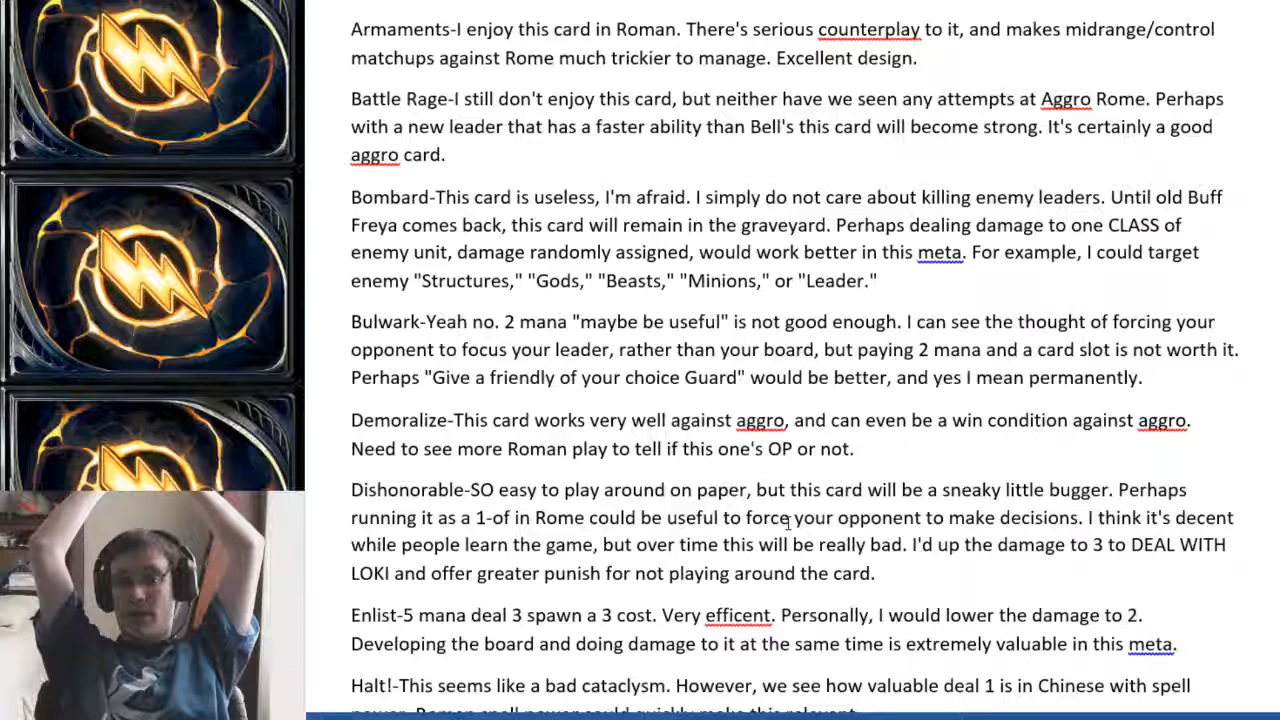 Armaments-I enjoy this card in Roman. There's serious counterplay to it, and makes midrange/control
matchups against Rome much trickier to manage. Excellent design.
Battle Rage-I still don't enjoy this card, but neither have we seen any attempts at Aggro Rome. Perhaps
with a new leader that has a faster ability than Bell's this card will become strong. It's certainly a good
aggro card.
Bombard-This card is useless, I'm afraid. I simply do not care about killing enemy leaders. Until old Buff
Freya comes back, this card will remain in the graveyard. Perhaps dealing damage to one CLASS of
enemy unit, damage randomly assigned, would work better in this meta. For example, I could target
enemy "Structures," "Gods," "Beasts," "Minions," or "Leader."
Bulwark-Yeah no. 2 mana "maybe be useful" is not good enough. I can see the thought of forcing your
opponent to focus your leader, rather than your board, but paying 2 mana and a card slot is not worth it.
Perhaps "Give a friendly of your choice Guard" would be better, and yes I mean permanently.
Demoralize-This card works very well against aggro, and can even be a win condition against aggro.
Need to see more Roman play to tell if this one's OP or not.
Dishonorable-SO easy to play around on paper, but this card will be a sneaky little bugger. Perhaps
running it as a 1-of in Rome could be useful to force your opponent to make decisions. I think it's decent
while people learn the game, but over time this will be really bad. I'd up the damage to 3 to DEAL WITH
LOKI and offer greater punish for not playing around the card.
Enlist-5 mana deal 3 spawn a 3 cost. Very efficent. Personally, I would lower the damage to 2.
Developing the board and doing damage to it at the same time is extremely valuable in this meta.
Halt!-This seems like a bad cataclysm. However, we see how valuable deal 1 is in Chinese with spell
power. Roman spell power could quickly make this relevant.